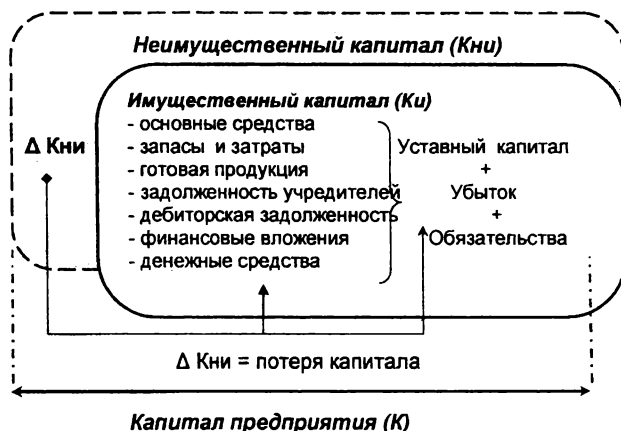 Неимущественный капитал (Кни)
Имущественный капитал (Ки)
- основные средства
- запасы и затраты
- готовая продукция
- задолженность учредителей
- дебиторская задолженность
- финансовые вложения
- денежные средства
Δ Кни
Уставный капитал
+
Убыток
+
Обязательства
Δ Кни = потеря капитала
Капитал предприятия (К)